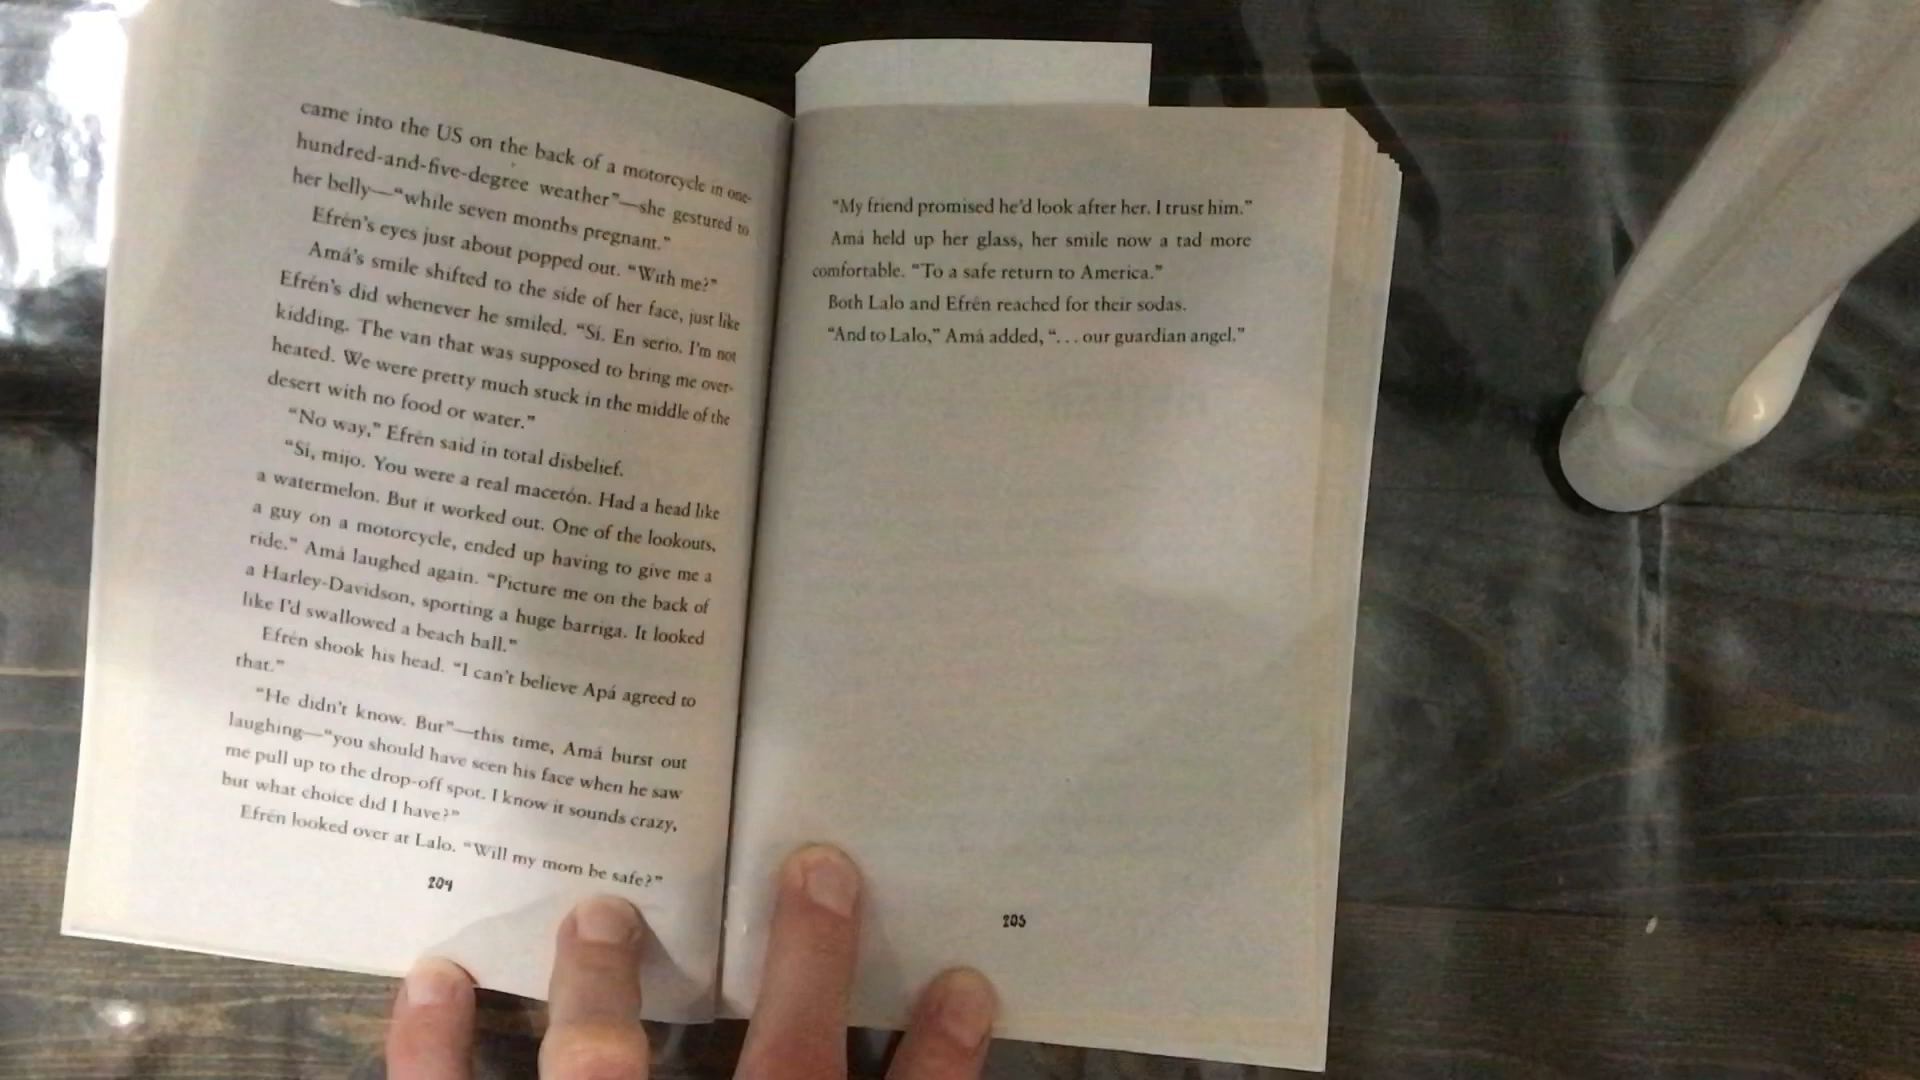 came into the US on the back of a motorcycle in one-
hundred-and-five-degree weather”—she gestured to
her belly—“while seven months pregnant.”
Efrén’s eyes just about popped out. “With me?”
Amá’s smile shifted to the side of her face, just like
Efrén’s did whenever he smiled. “Sí. En serio. I’m not
kidding. The van that was supposed to bring me over-
heated. We were pretty much stuck in the middle of the
desert with no food or water.”
“No way,” Efrén said in total disbelief.
“Sí, mijo. You were a real macetón. Had a head like
a watermelon. But it worked out. One of the lookouts,
a guy on a motorcycle, ended up having to give me a
ride.” Amá laughed again. “Picture me on the back of
a Harley-Davidson, sporting a huge barriga. It looked
like I’d swallowed a beach ball.”
Efrén shook his head. “I can’t believe Apá agreed to
that.”
“He didn’t know. But”—this time, Amá burst out
laughing—“you should have seen his face when he saw
me pull up to the drop-off spot. I know it sounds crazy,
but what choice did I have?”
Efrén looked over at Lalo. “Will my mom be safe?”
204
“My friend promised he’d look after her. I trust him.”
Amá held up her glass, her smile now a tad more
comfortable. “To a safe return to America.”
Both Lalo and Efrén reached for their sodas.
“And to Lalo,” Amá added, “. . . our guardian angel.”
205